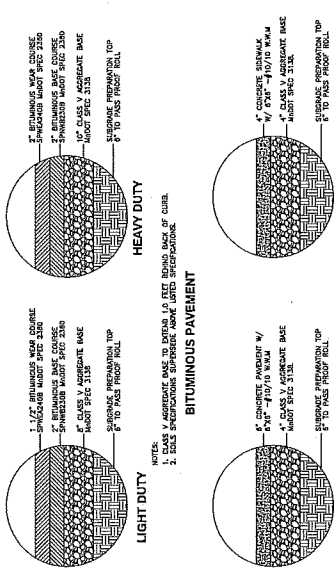 1 1/2" BITUMINOUS WEAR COURSE
SPWEA240B MnDOT SPEC 2360
2" BITUMINOUS BASE COURSE
SPNWB230B MnDOT SPEC 2360
8" CLASS V AGGREGATE BASE
MnDOT SPEC 3138
SUBGRADE PREPARATION TOP
6" TO PASS PROOF ROLL
LIGHT DUTY
2" BITUMINOUS WEAR COURSE
SPWEA240B MnDOT SPEC 2360
2" BITUMINOUS BASE COURSE
SPNWB230B MnDOT SPEC 2360
10" CLASS V AGGREGATE BASE
MnDOT SPEC 3138
SUBGRADE PREPARATION TOP
6" TO PASS PROOF ROLL
HEAVY DUTY
NOTES:
1. CLASS V AGGREGATE BASE TO EXTEND 1.0 FEET BEHIND BACK OF CURB.
2. SOILS SPECIFICATIONS SUPERSEDE ABOVE LISTED SPECIFICATIONS.
BITUMINOUS PAVEMENT
6" CONCRETE PAVEMENT W/
6"X6" -#10/10 W.W.M
4" CLASS V AGGREGATE BASE
MnDOT SPEC 3138
SUBGRADE PREPARATION TOP
6" TO PASS PROOF ROLL.
4" CONCRETE SIDEWALK
W/ 6"X6" -#10/10 W.W.M
4" CLASS V AGGREGATE BASE
MnDOT SPEC 3138.
SUBGRADE PREPARATION TOP
6" TO PASS PROOF ROLL.